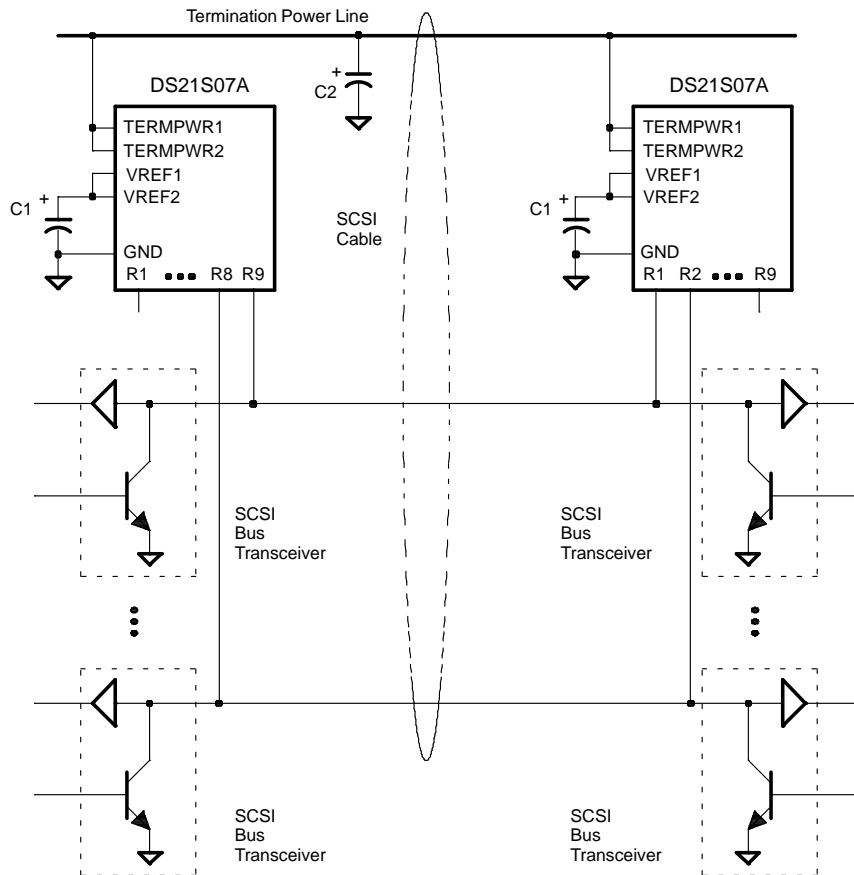 Termination Power Line
DS21S07A
+
C2
DS21S07A
TERMPWR1
TERMPWR2
VREF1
VREF2
C1 +
GND
R1 R8 R9
SCSI
Cable
TERMPWR1
TERMPWR2
VREF1
VREF2
C1 +
GND
R1 R2 R9
SCSI
Bus
Transceiver
SCSI
Bus
Transceiver
SCSI
Bus
Transceiver
SCSI
Bus
Transceiver